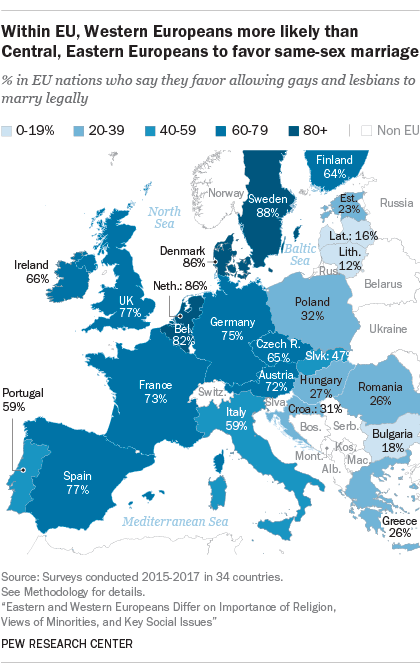 Within EU, Western Europeans more likely than
Central, Eastern Europeans to favor same-sex marriage
% in EU nations who say they favor allowing gays and lesbians to
marry legally
0-19% 20-39 40-59 60-79 80+ Non EU
Finland
64%
Norway
Sweden
88%
Est.
23%
Russia
North
Sea
Baltic
Sea
Lat.: 16%
Lith.
12%
Denmark
86%
Rus
Belarus
Ireland
66%
Neth.: 86%
UK
77%
Bel.
82%
Germany
75%
Poland
32%
Ukraine
Czech R.
65%
Slvk: 47%
Austria
72%
Hungary
27%
Romania
26%
France
73%
Switz.
Slva.
Croa.: 31%
Portugal
59%
Italy
59%
Bos.
Serb.
Bulgaria
18%
Kos.
Mont.
Mac.
Alb.
Spain
77%
Greece
26%
Mediterranean Sea
Source: Surveys conducted 2015-2017 in 34 countries.
See Methodology for details.
“Eastern and Western Europeans Differ on Importance of Religion,
Views of Minorities, and Key Social Issues”
PEW RESEARCH CENTER